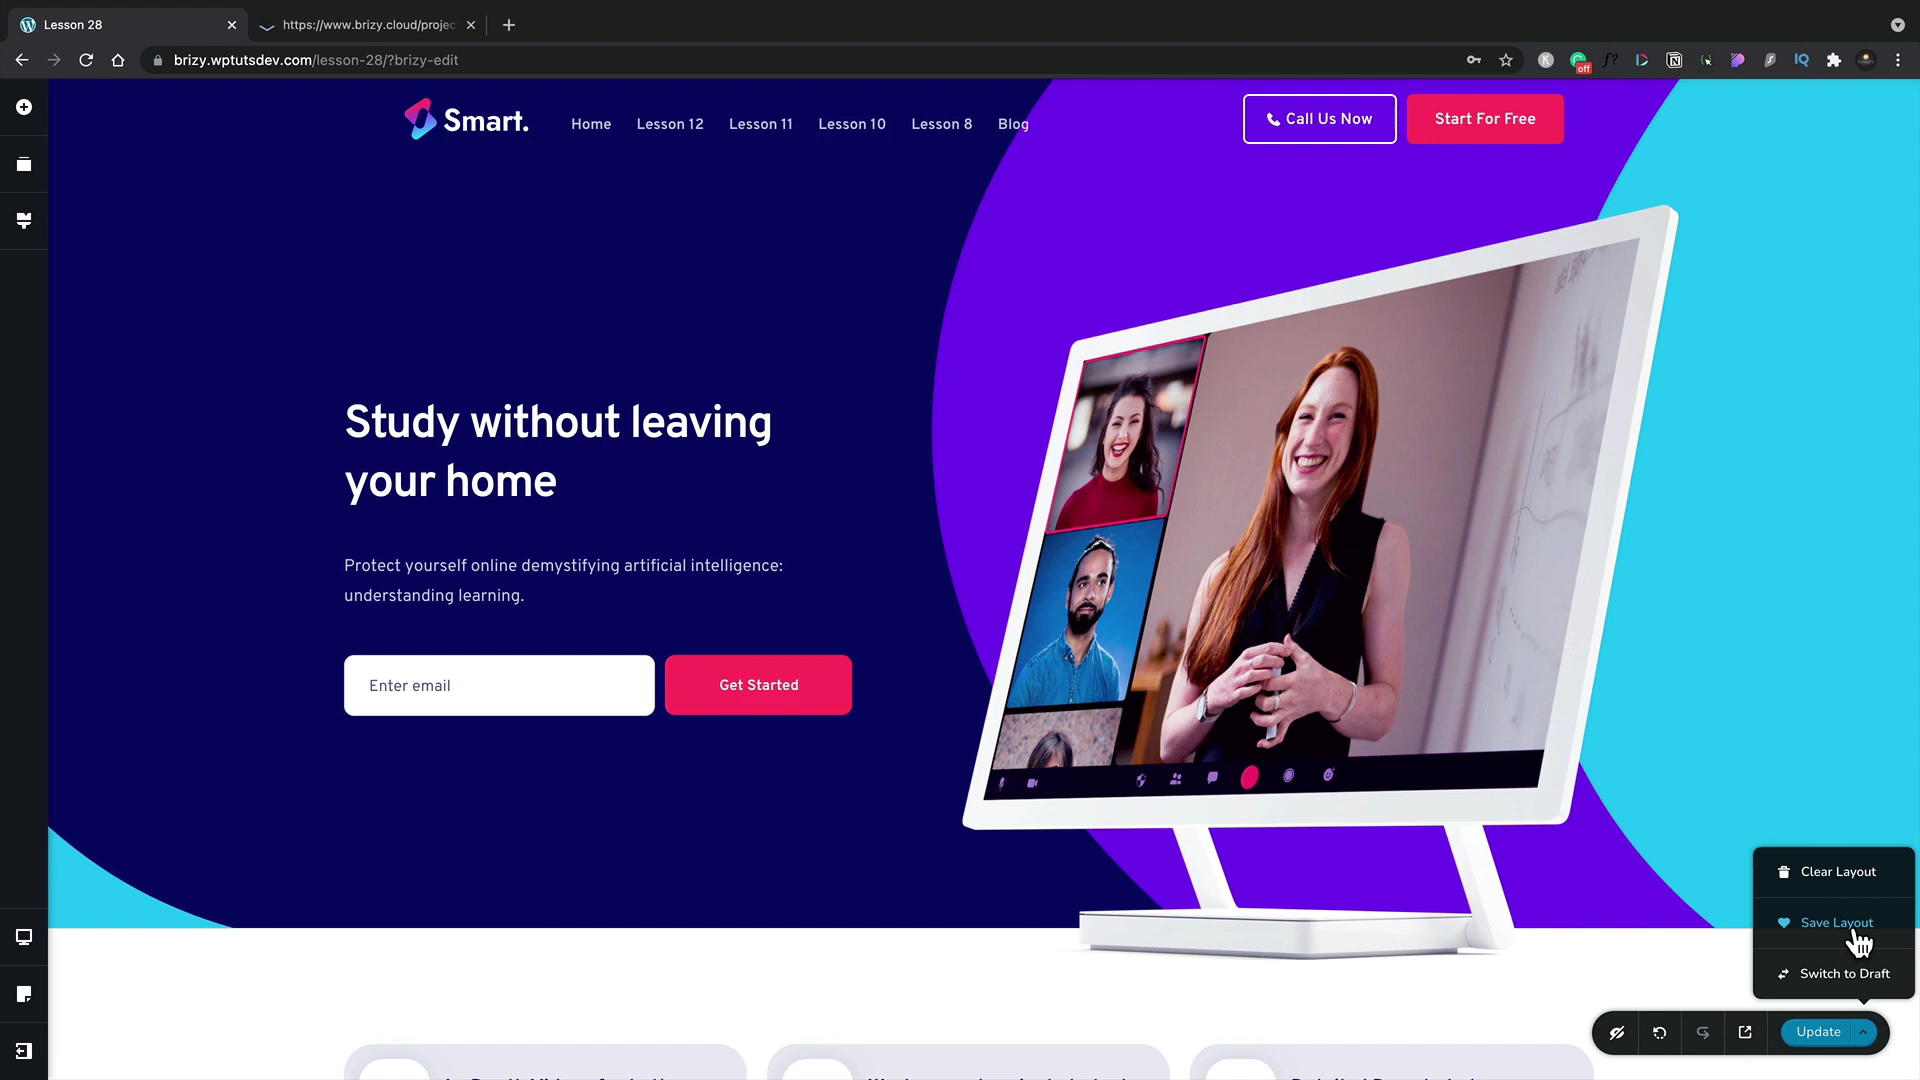 Lesson 28
https://www.brizy.cloud/projec
brizy.wptutsdev.com/lesson-28/?brizy-edit
off
Smart.
Home
Lesson 12
Lesson 11
Lesson 10
Lesson 8
Blog
Call Us Now
Start For Free
Study without leaving
your home
Protect yourself online demystifying artificial intelligence:
understanding learning.
Enter email
Get Started
Clear Layout
Save Layout
Switch to Draft
Update